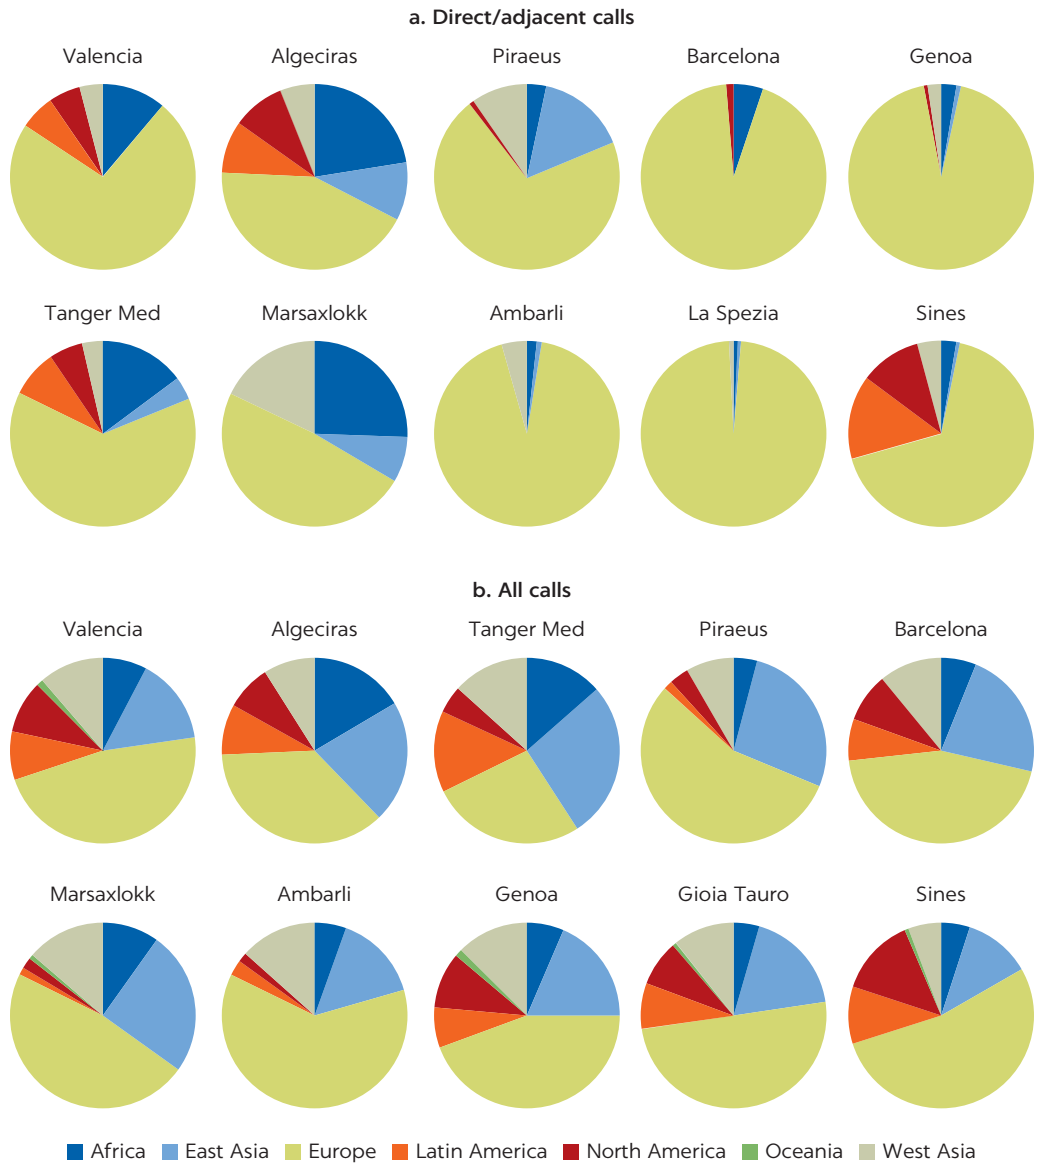 a. Direct/adjacent calls
Valencia Algeciras Piraeus Barcelona Genoa
Tanger Med Marsaxlokk Ambarli La Spezia Sines
b. All calls
Valencia Algeciras Tanger Med Piraeus Barcelona
Marsaxlokk Ambarli Genoa Gioia Tauro Sines
Africa East Asia Europe Latin America North America Oceania West Asia